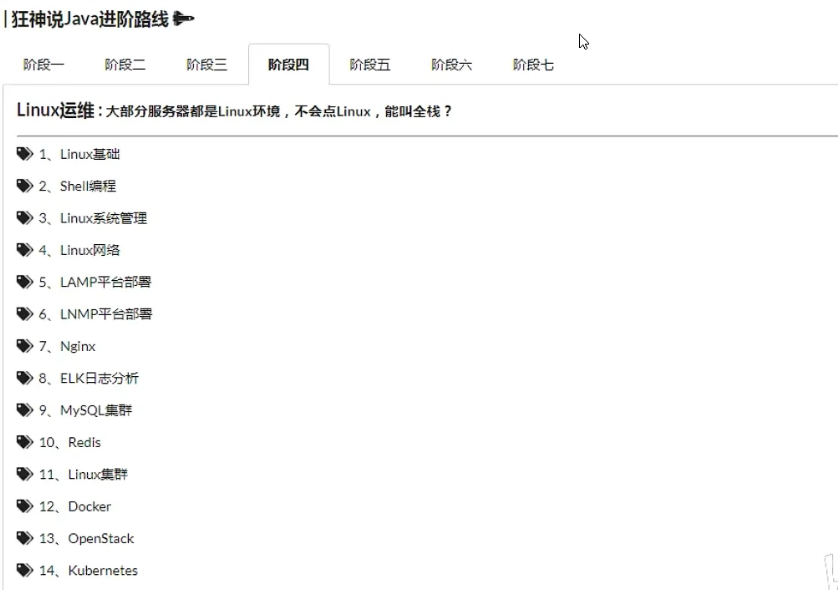 | 狂神说Java进阶路线
阶段一 阶段二 阶段三 阶段四 阶段五 阶段六 阶段七
Linux运维：大部分服务器都是Linux环境，不会点Linux，能叫全栈？
1、Linux基础
2、Shell编程
3、Linux系统管理
4、Linux网络
5、LAMP平台部署
6、LNMP平台部署
7、Nginx
8、ELK日志分析
9、MySQL集群
10、Redis
11、Linux集群
12、Docker
13、OpenStack
14、Kubernetes